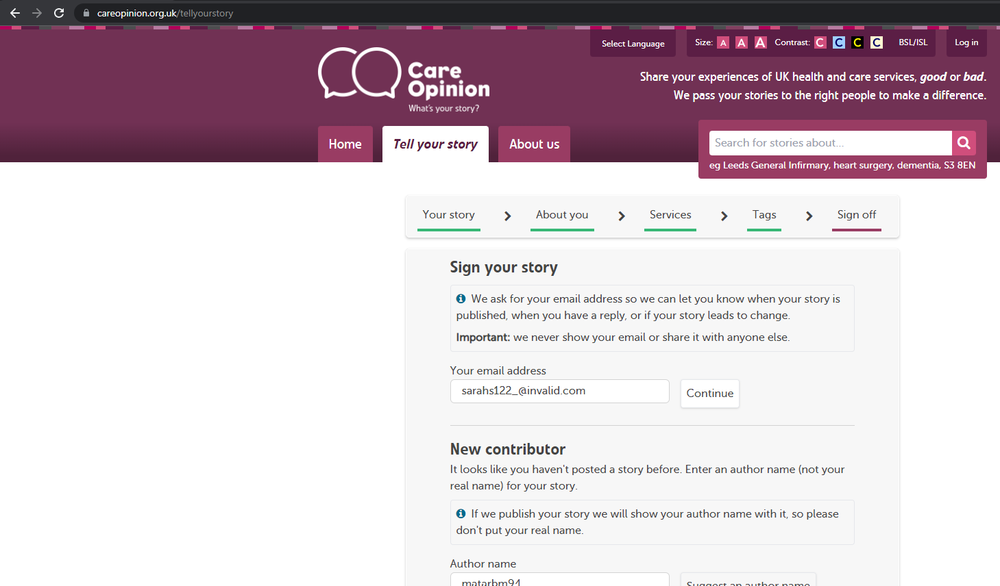 careopinion.org.uk/tellyourstory
Select Language
Size: A A A Contrast: C C C C BSL/ISL
Log in
Care
Opinion
What's your story?
Share your experiences of UK health and care services, good or bad.
We pass your stories to the right people to make a difference.
Home
Tell your story
About us
Search for stories about...
eg Leeds General Infirmary, heart surgery, dementia, S3 8EN
Your story
About you
Services
Tags
Sign off
Sign your story
We ask for your email address so we can let you know when your story is
published, when you have a reply, or if your story leads to change.
Important: we never show your email or share it with anyone else.
Your email address
sarahs122_@invalid.com
Continue
New contributor
It looks like you haven't posted a story before. Enter an author name (not your
real name) for your story.
If we publish your story we will show your author name with it, so please
don't put your real name.
Author name
matarbm94
Suggest an author name